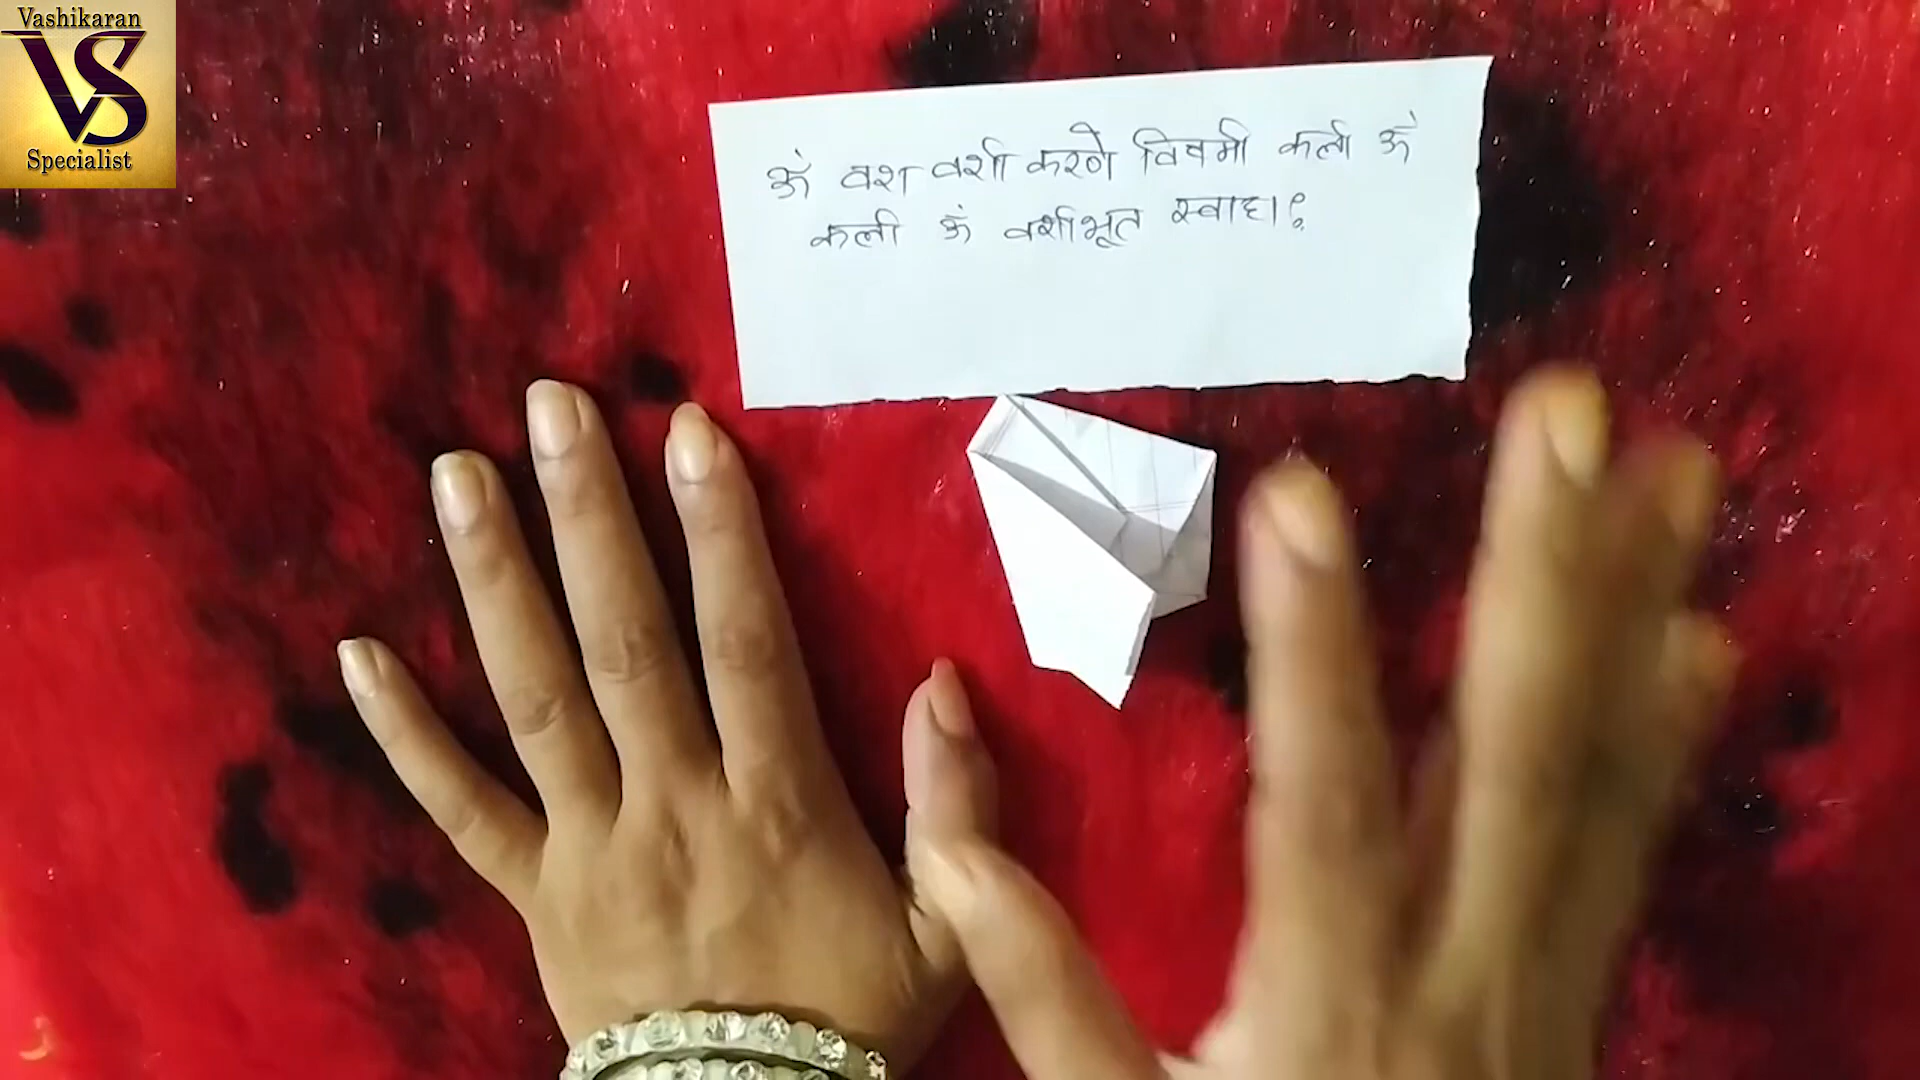 Vashikaran
VS
Specialist
ॐ वश वशी करणे विषमी कली ॐ
कली ॐ वशीभूत स्वाहा।